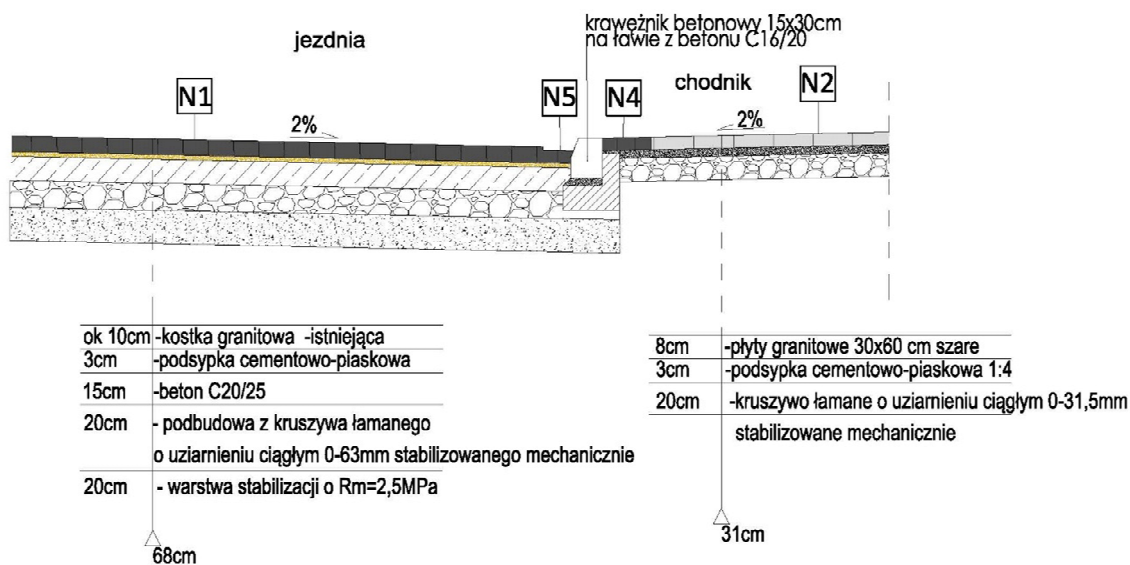 krawężnik betonowy 15x30cm
na ławie z betonu C16/20
jezdnia
chodnik
N1
N5
N4
N2
2%
2%
ok 10cm -kostka granitowa -istniejąca
3cm -podsypka cementowo-piaskowa
15cm -beton C20/25
20cm - podbudowa z kruszywa łamanego
o uziarnieniu ciągłym 0-63mm stabilizowanego mechanicznie
20cm - warstwa stabilizacji o Rm=2,5MPa
68cm
8cm -płyty granitowe 30x60 cm szare
3cm -podsypka cementowo-piaskowa 1:4
20cm -kruszywo łamane o uziarnieniu ciągłym 0-31,5mm
stabilizowane mechanicznie
31cm